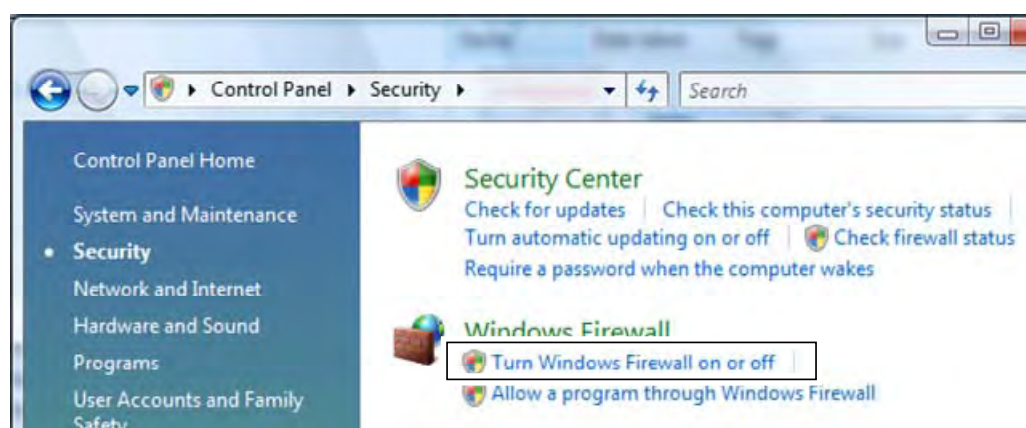 Control Panel Security
Search
Control Panel Home
System and Maintenance
Security
Network and Internet
Hardware and Sound
Programs
User Accounts and Family
Safety
Security Center
Check for updates
Check this computer's security status
Turn automatic updating on or off
Check firewall status
Require a password when the computer wakes
Windows Firewall
Turn Windows Firewall on or off
Allow a program through Windows Firewall